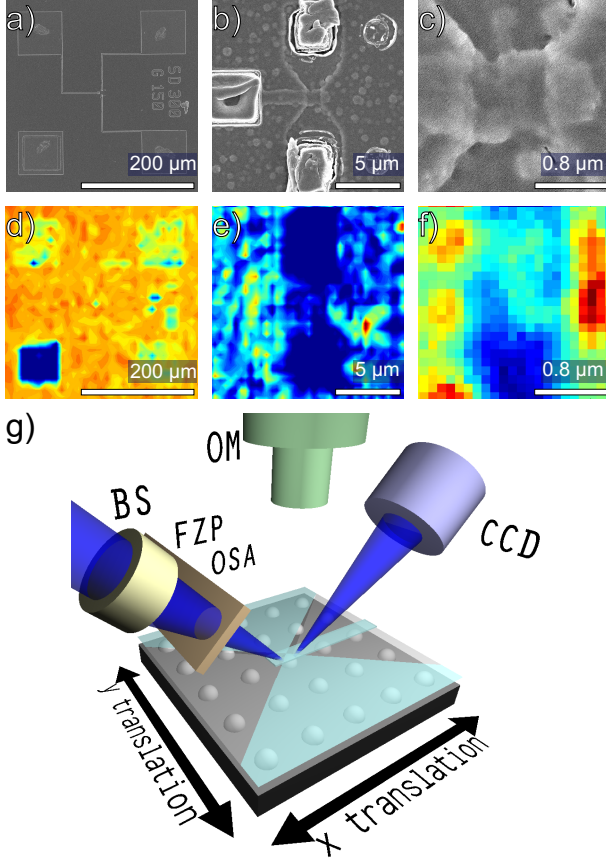 a)
SD 300
G 150
200 µm
b)
5 µm
c)
0.8 µm
d)
200 µm
e)
5 µm
f)
0.8 µm
g)
OM
BS
FZP
OSA
CCD
y translation
x translation